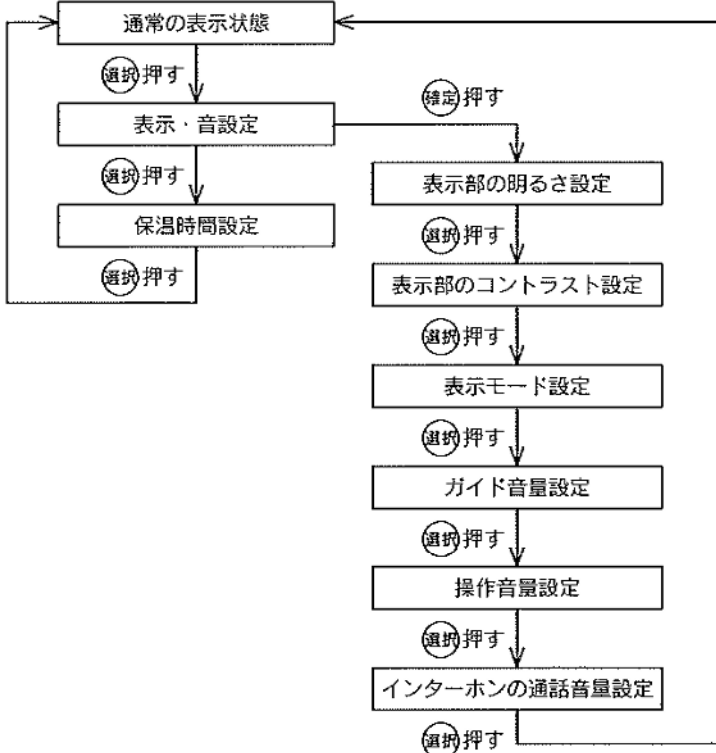 通常の表示状態
選択 押す
表示・音設定
確定 押す
選択 押す
表示部の明るさ設定
保温時間設定
選択 押す
選択 押す
表示部のコントラスト設定
選択 押す
表示モード設定
選択 押す
ガイド音量設定
選択 押す
操作音量設定
選択 押す
インターホンの通話音量設定
選択 押す